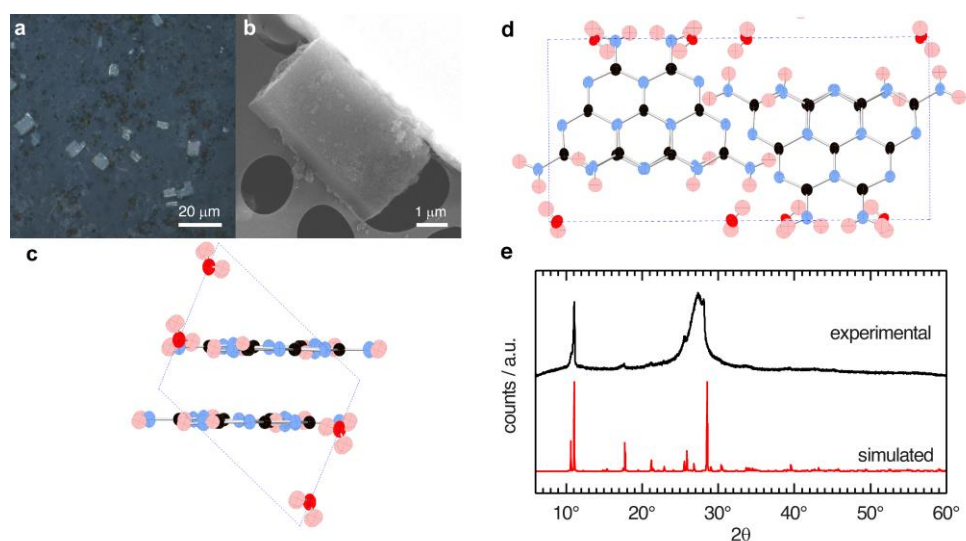 a
20 μm
b
1 μm
c
d
e
counts / a.u.
experimental
simulated
10° 20° 30° 40° 50° 60°
2θ